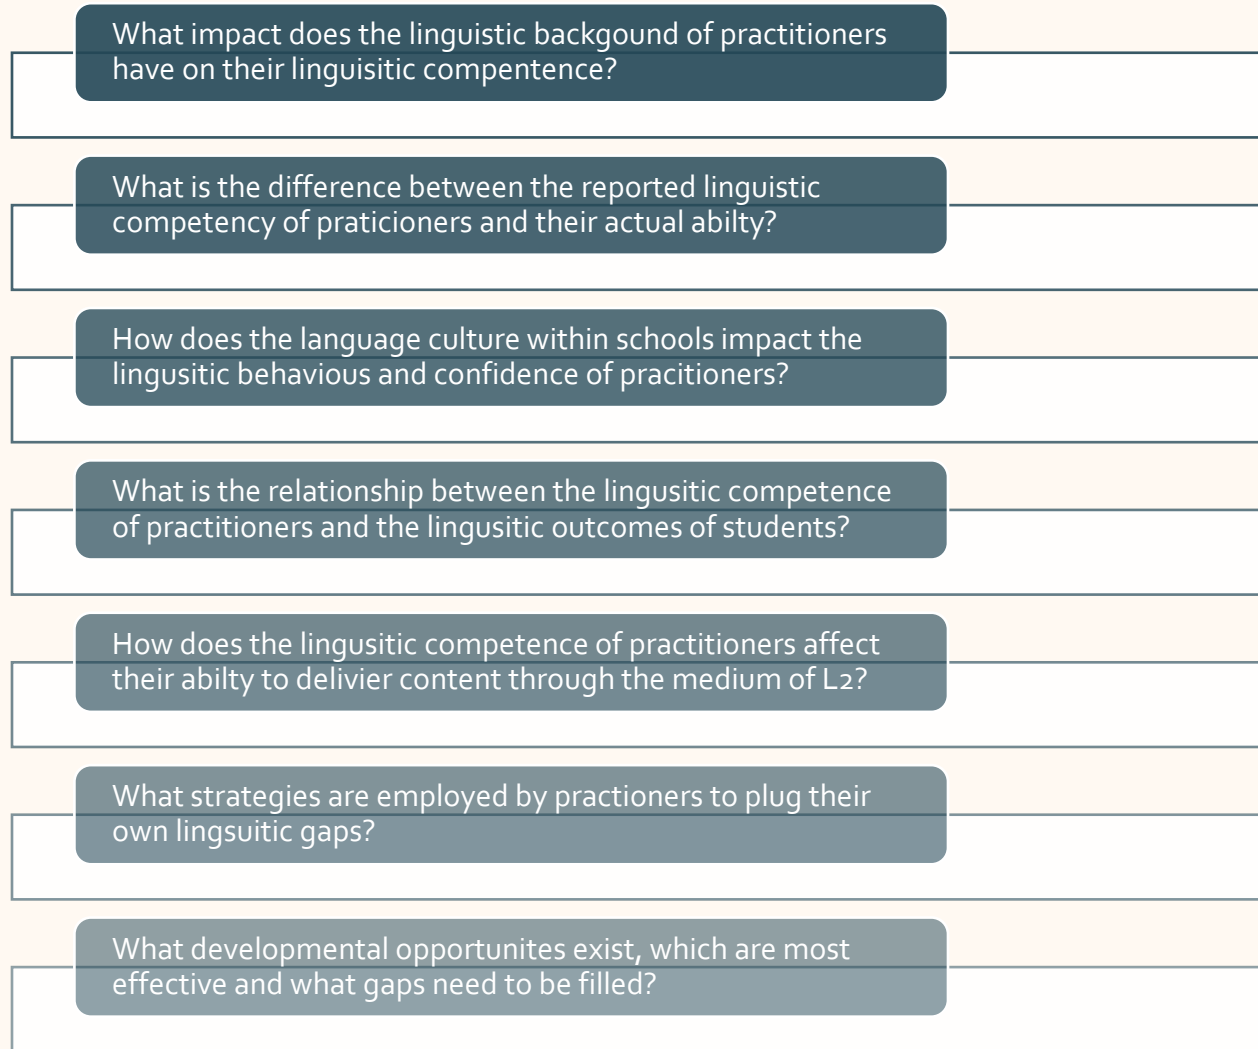 What impact does the linguistic backgound of practitioners
have on their linguisitic compentence?
What is the difference between the reported linguistic
competency of praticioners and their actual abilty?
How does the language culture within schools impact the
lingusitic behavious and confidence of pracitioners?
What is the relationship between the lingusitic competence
of practitioners and the lingusitic outcomes of students?
How does the lingusitic competence of practitioners affect
their abilty to delivier content through the medium of L2?
What strategies are employed by practioners to plug their
own lingsuitic gaps?
What developmental opportunites exist, which are most
effective and what gaps need to be filled?